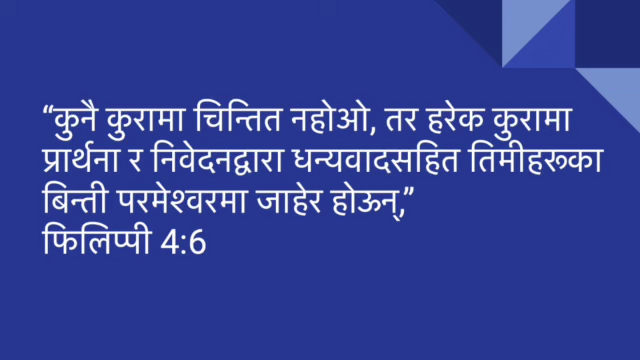 “कुनै कुरामा चिन्तित नहोओ, तर हरेक कुरामा
प्रार्थना र निवेदनद्वारा धन्यवादसहित तिमीहरूका
बिन्ती परमेश्वरमा जाहेर होऊन्,”
फिलिप्पी 4:6